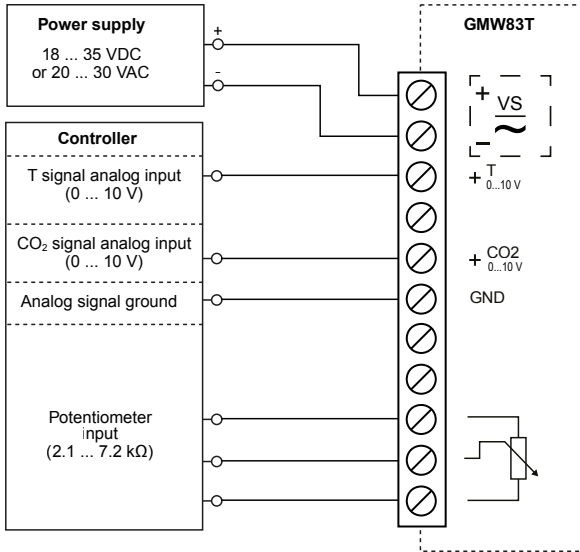 Power supply
18 ... 35 VDC
or 20 ... 30 VAC
+
-
Controller
T signal analog input
(0 ... 10 V)
CO₂ signal analog input
(0 ... 10 V)
Analog signal ground
Potentiometer
input
(2.1 ... 7.2 kΩ)
GMW83T
+ VS
~
-
+ T
0...10 V
+ CO2
0...10 V
GND